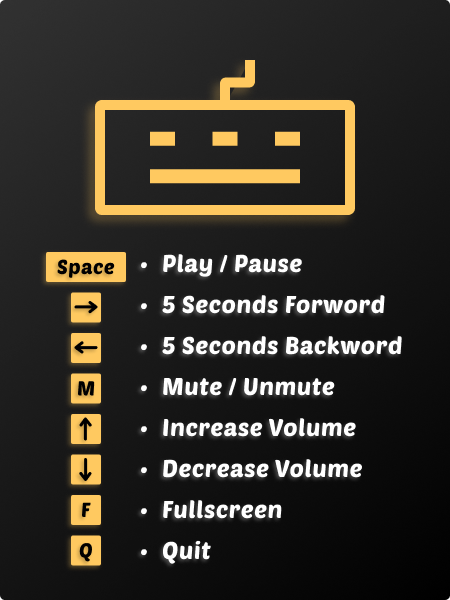 Space • Play / Pause
→ • 5 Seconds Forword
← • 5 Seconds Backword
M • Mute / Unmute
↑ • Increase Volume
↓ • Decrease Volume
F • Fullscreen
Q • Quit